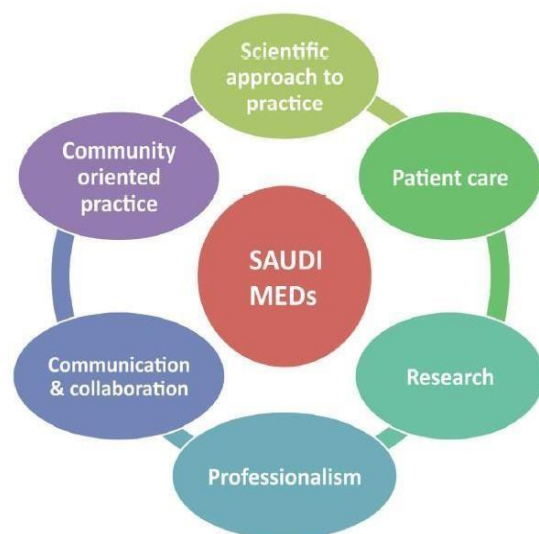 Scientific
approach to
practice
Community
oriented
practice
Patient care
SAUDI
MEDs
Communication
& collaboration
Research
Professionalism